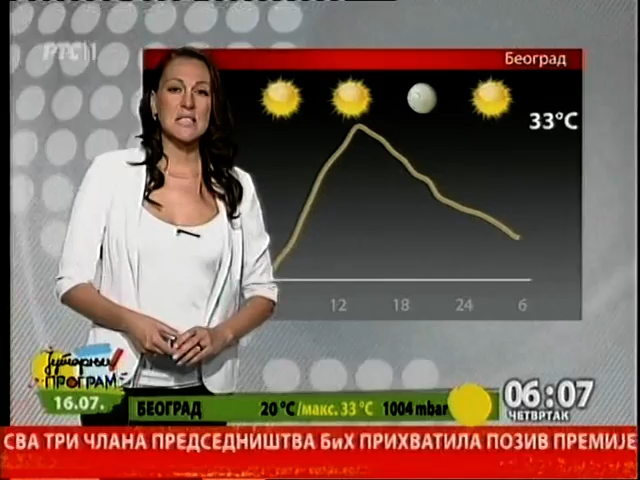 РТС 1
Београд
33°C
12 18 24 6
Јутарњи
ПРОГРАМ
16.07.
БЕОГРАД 20 °C/макс. 33 °C 1004 mbar
06:07
ЧЕТВРТАК
СВА ТРИ ЧЛАНА ПРЕДСЕДНИШТВА БиХ ПРИХВАТИЛА ПОЗИВ ПРЕМИЈЕ